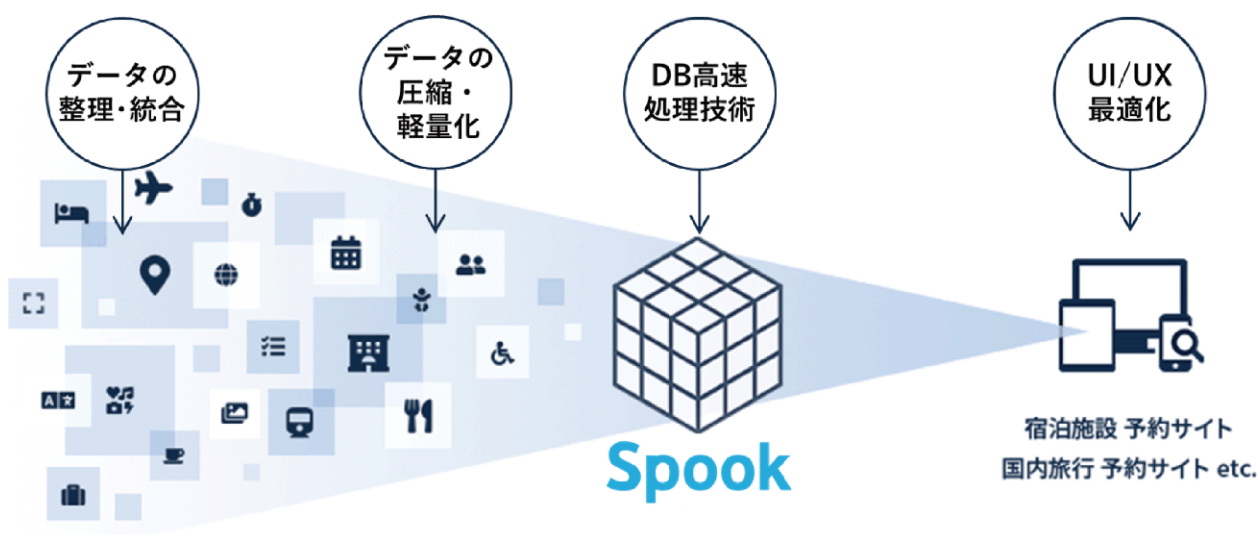 データの
整理・統合
データの
圧縮・
軽量化
DB高速
処理技術
UI/UX
最適化
A 文
Spook
宿泊施設 予約サイト
国内旅行 予約サイト etc.